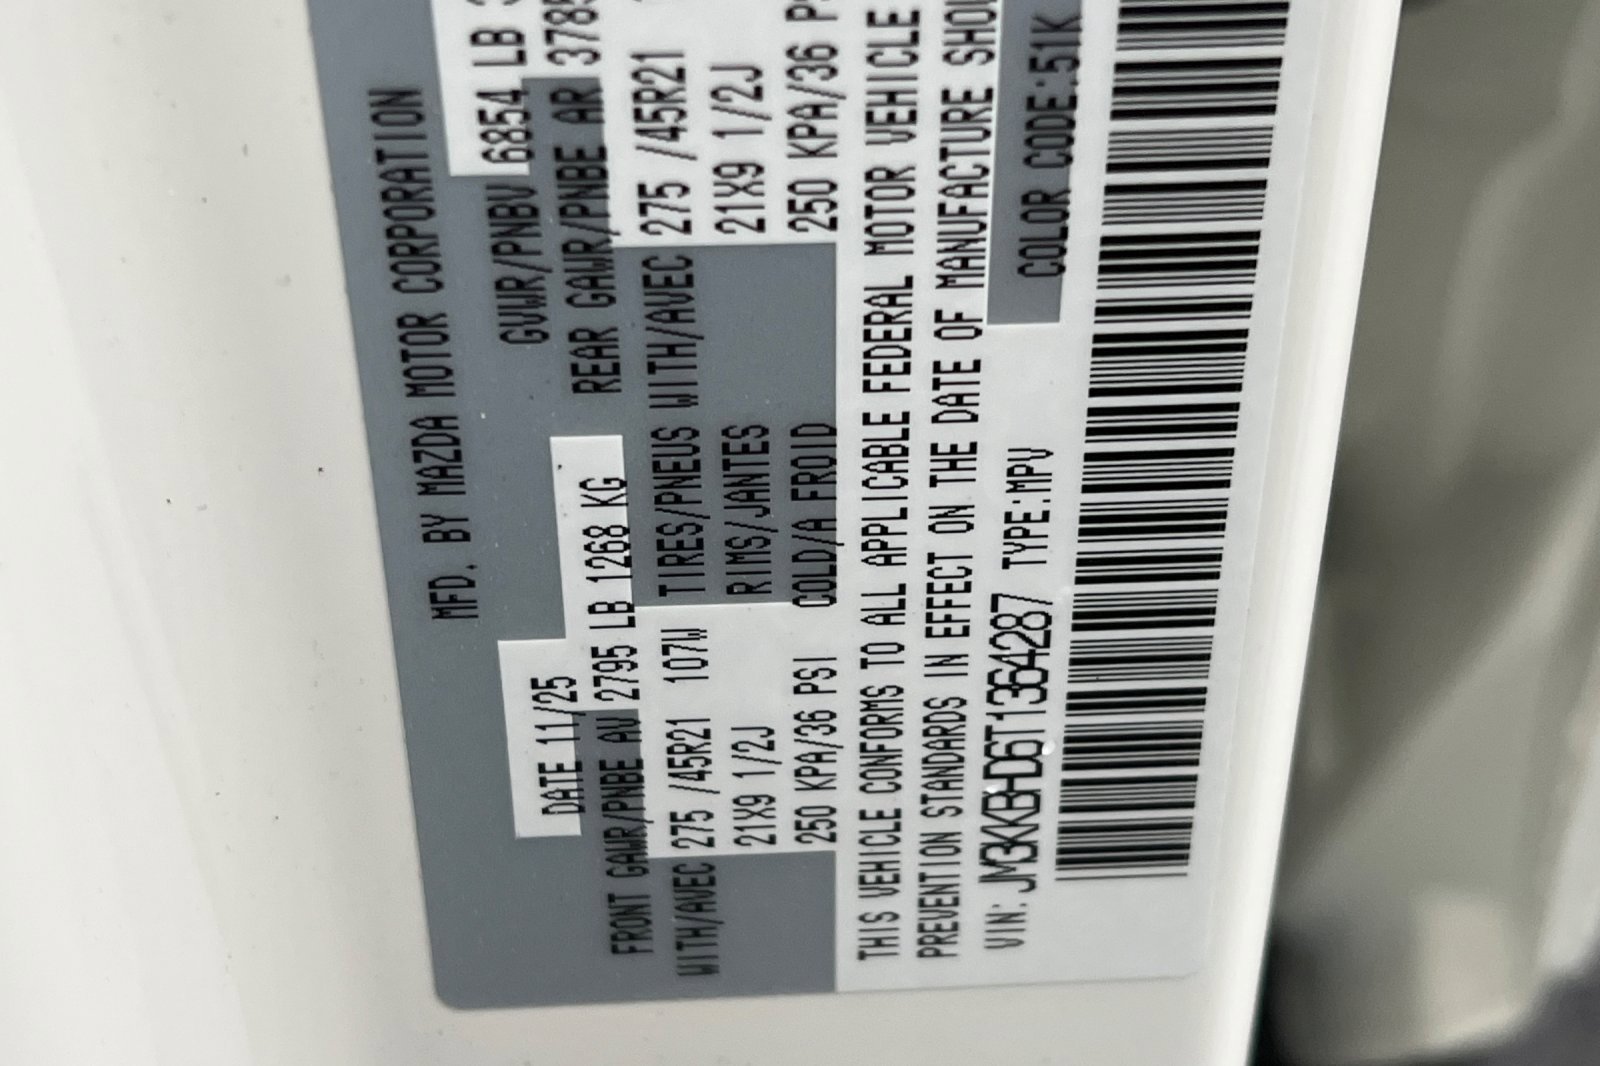 MFD. BY MAZDA MOTOR CORPORATION
DATE 11/25 GVWR/PNBV 6854 LB
FRONT GAWR/PNBE AV 2795 LB 1268 KG REAR GAWR/PNBE AR 3785
WITH/AVEC 275 /45R21 107W TIRES/PNEUS WITH/AVEC 275 /45R21
21X9 1/2J RIMS/JANTES 21X9 1/2J
250 KPA/36 PSI COLD/A FROID 250 KPA/36 PS
THIS VEHICLE CONFORMS TO ALL APPLICABLE FEDERAL MOTOR VEHICLE
PREVENTION STANDARDS IN EFFECT ON THE DATE OF MANUFACTURE SHOW
VIN: JM3KKBHD6T1364287 TYPE:MPV COLOR CODE:51K